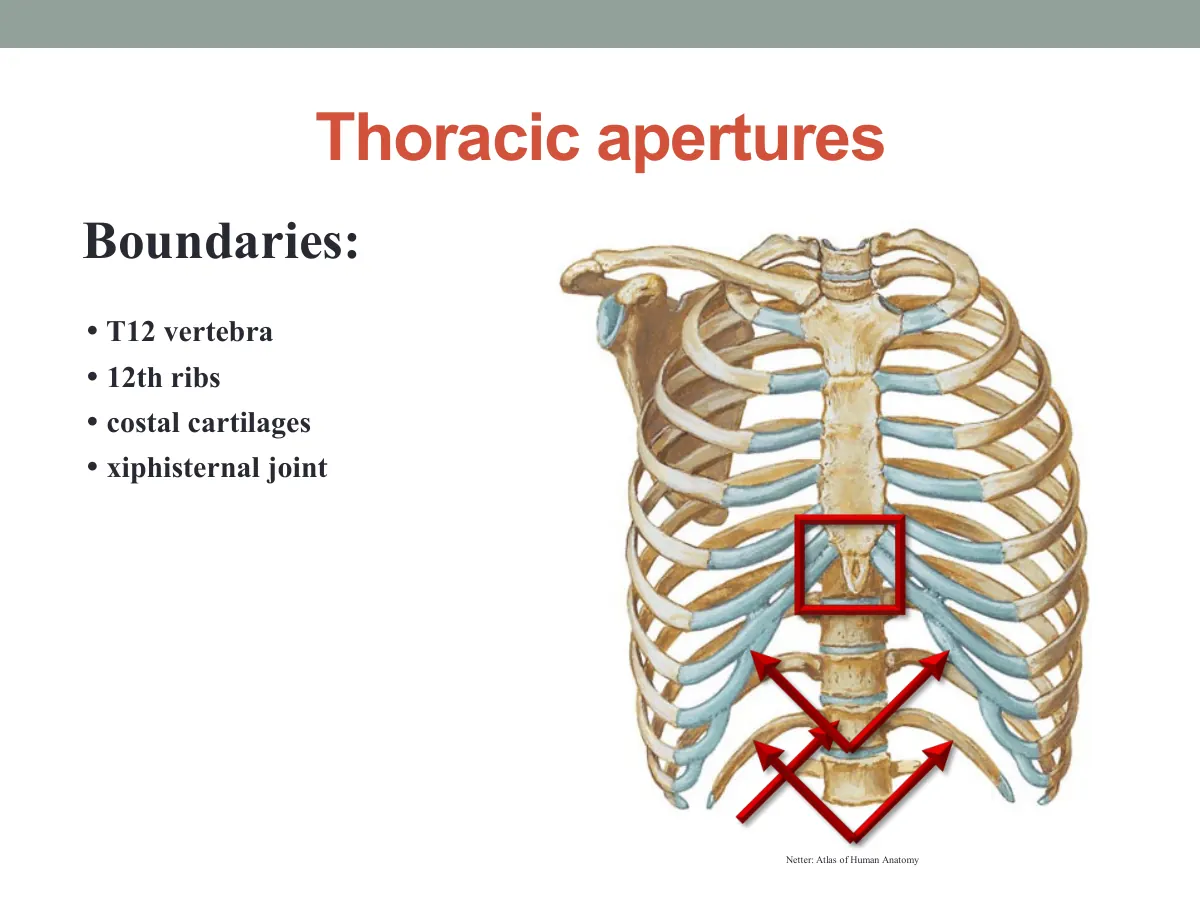 Thoracic apertures
Boundaries:
• T12 vertebra
• 12th ribs
• costal cartilages
• xiphisternal joint
Netter: Atlas of Human Anatomy